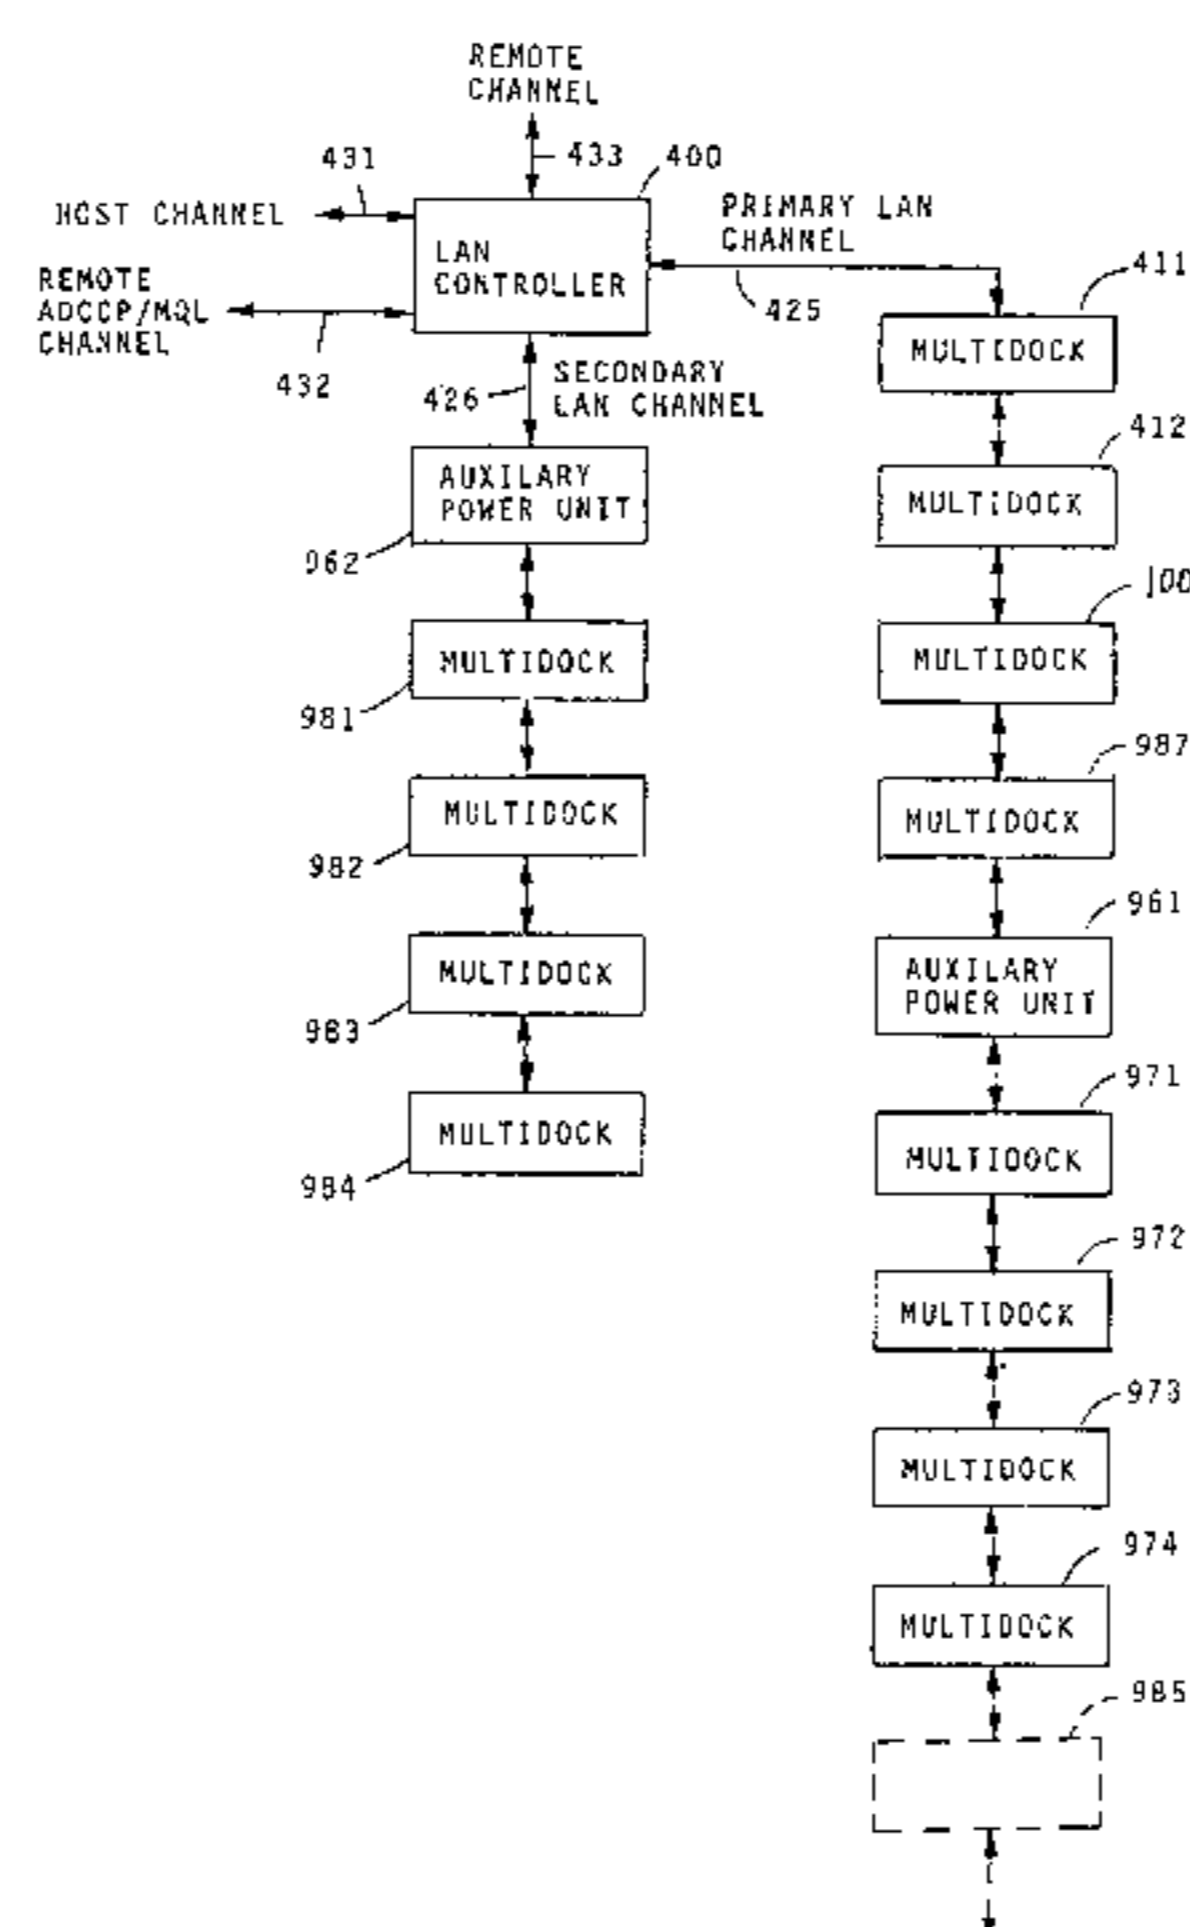 REMOTE
CHANNEL
433
400
431
HOST CHANNEL
REMOTE
ADCCP/MQL
CHANNEL
432
LAN
CONTROLLER
PRIMARY LAN
CHANNEL
425
426
SECONDARY
LAN CHANNEL
AUXILARY
POWER UNIT
962
MULTIDOCK
981
MULTIDOCK
982
MULTIDOCK
983
MULTIDOCK
984
411
MULTIDOCK
412
MULTIDOCK
100
MULTIDOCK
987
MULTIDOCK
961
AUXILARY
POWER UNIT
971
MULTIDOCK
972
MULTIDOCK
973
MULTIDOCK
974
MULTIDOCK
985